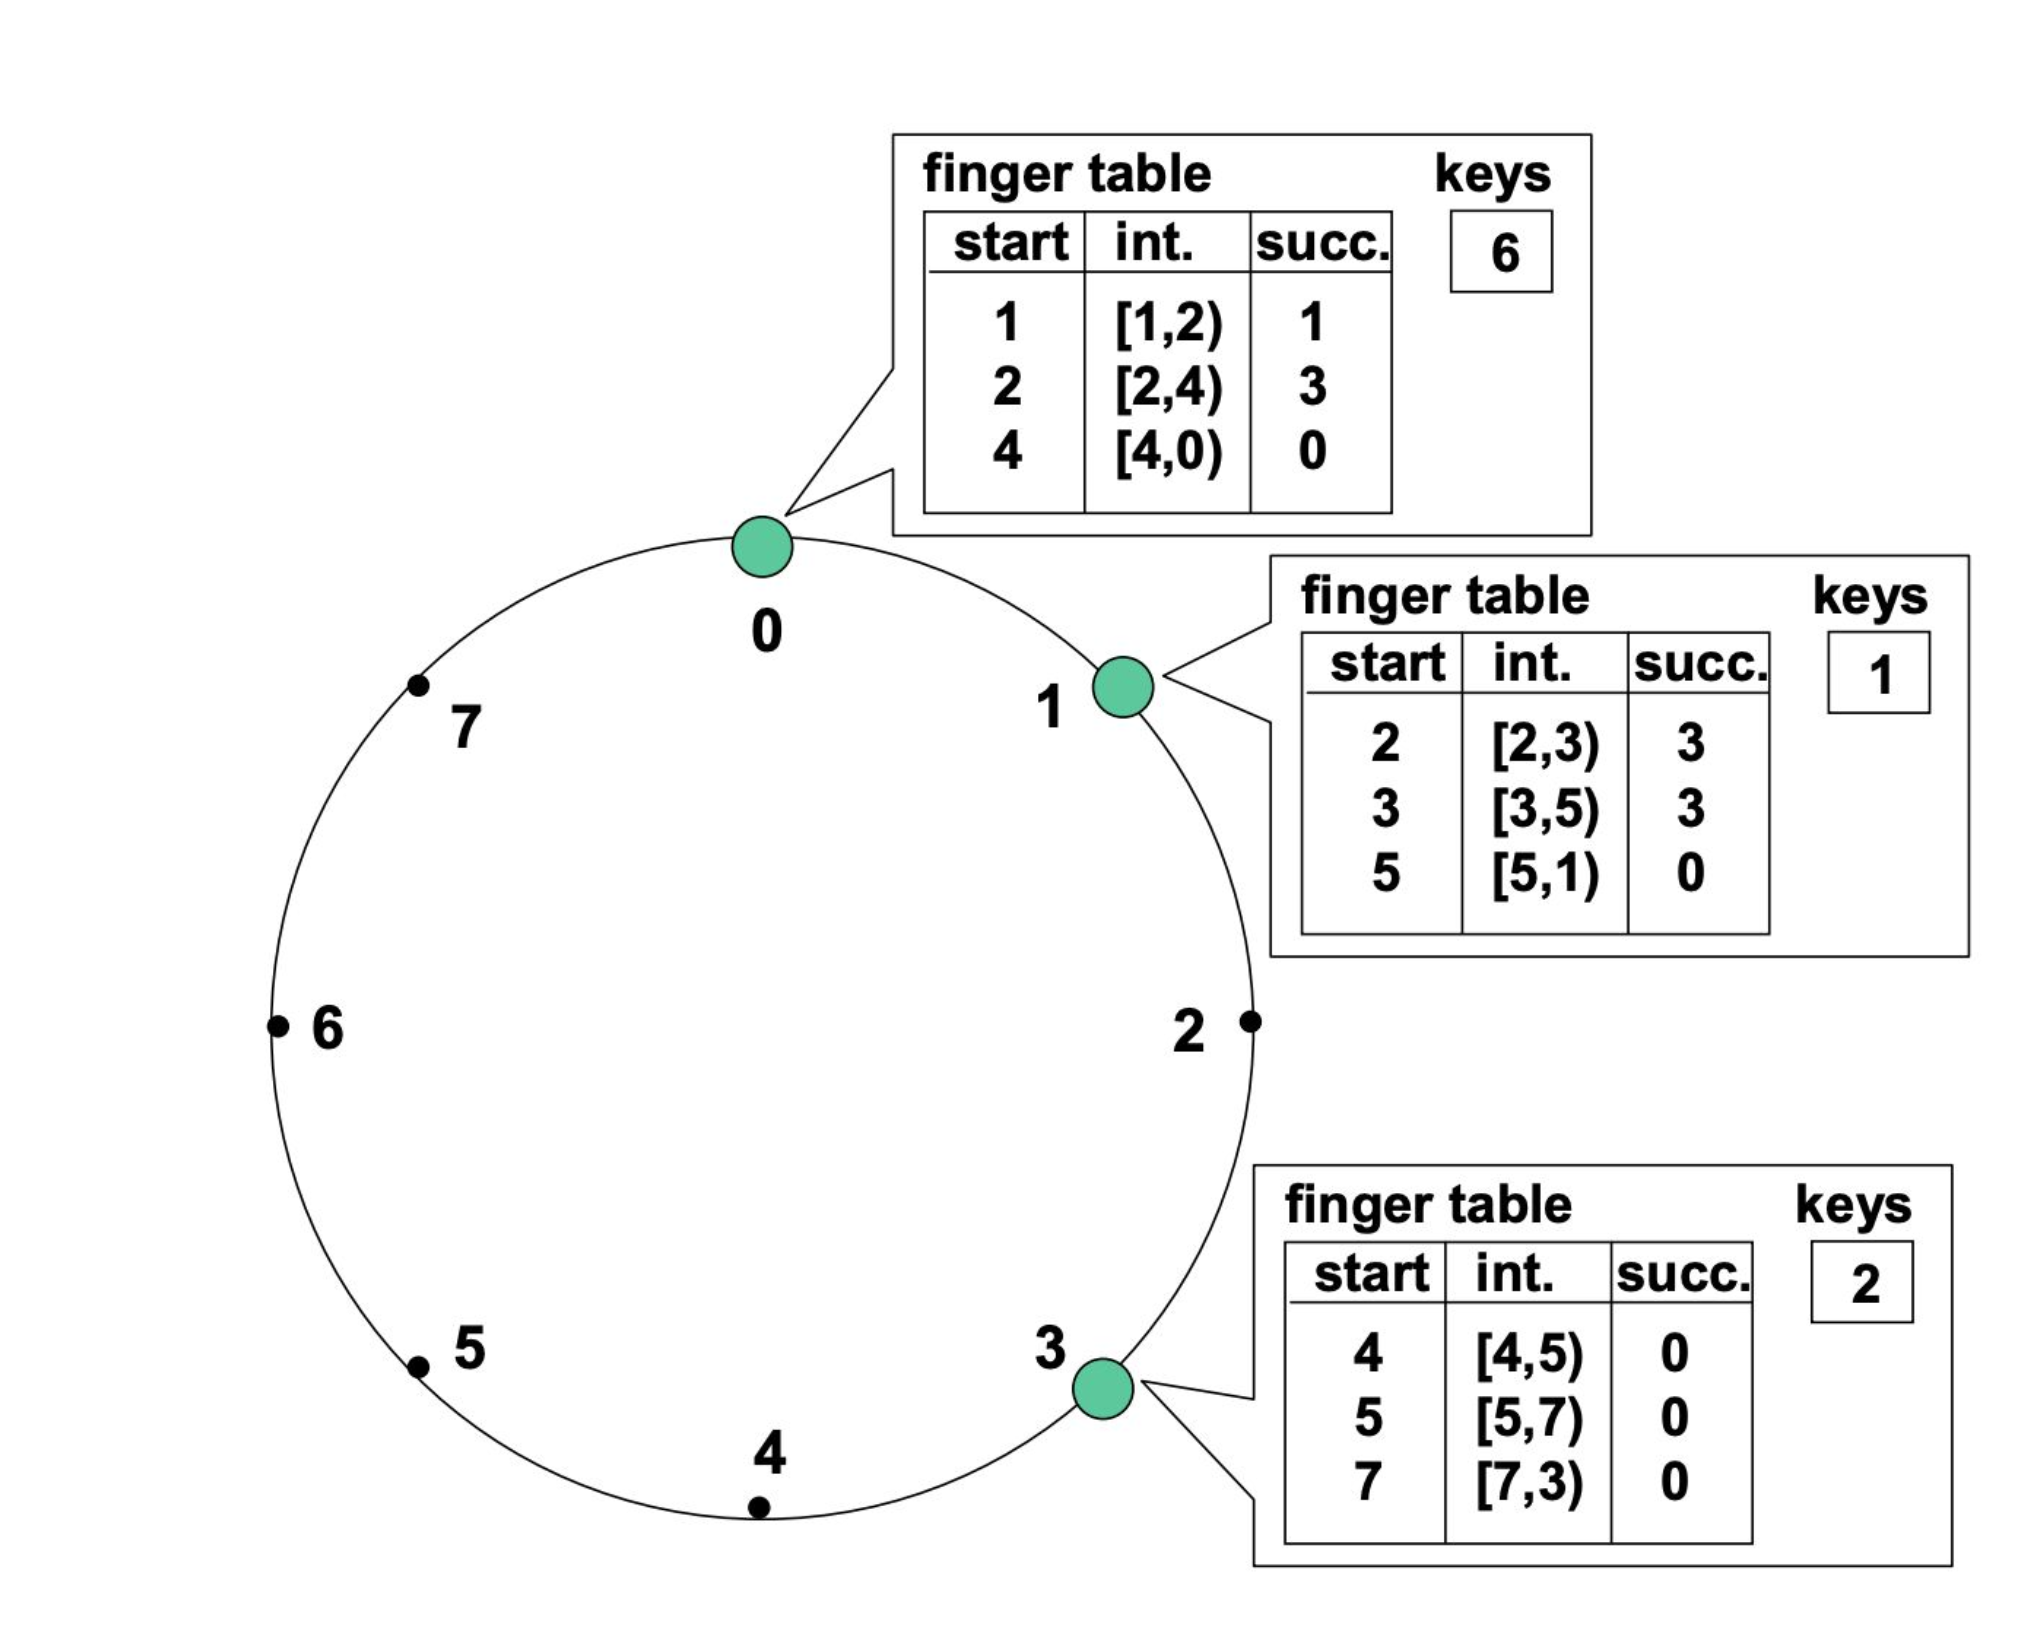 finger table keys
start int. succ.
6
1 [1,2) 1
2 [2,4) 3
4 [4,0) 0
0
finger table keys
start int. succ.
1
2 [2,3) 3
3 [3,5) 3
5 [5,1) 0
1
7
6
2
finger table keys
start int. succ.
2
4 [4,5) 0
5 [5,7) 0
7 [7,3) 0
3
5
4